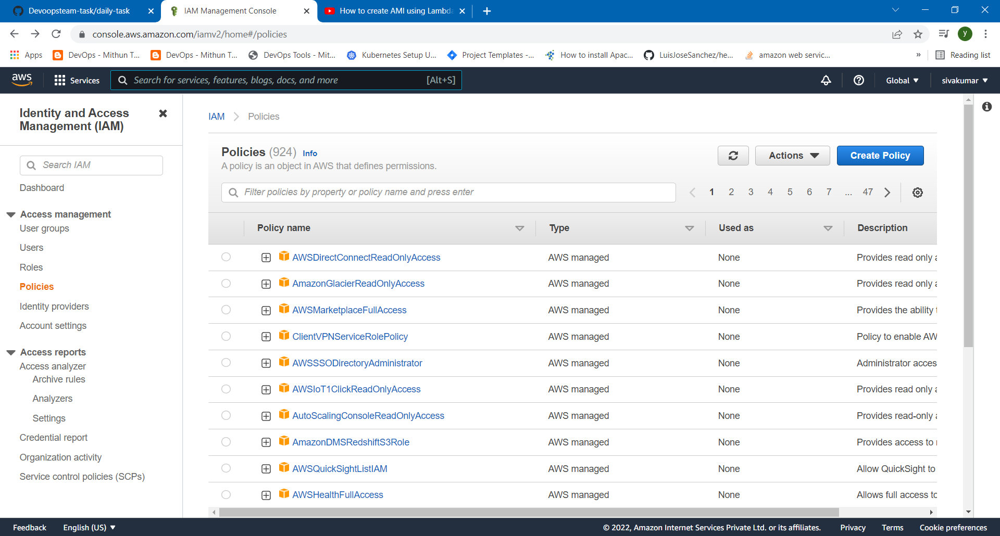 Devoopsteam-task/daily-task
IAM Management Console
How to create AMI using Lambda
console.aws.amazon.com/iamv2/home#/policies
y
Apps
DevOps - Mithun T...
DevOps - Mithun T...
DevOps Tools - Mit...
Kubernetes Setup U...
Project Templates -...
How to install Apac...
LuisJoseSanchez/he...
amazon web servic...
»
Reading list
aws
Services
Search for services, features, blogs, docs, and more
[Alt+S]
Global
sivakumar
Identity and Access
Management (IAM)
Search IAM
Dashboard
Access management
User groups
Users
Roles
Policies
Identity providers
Account settings
Access reports
Access analyzer
Archive rules
Analyzers
Settings
Credential report
Organization activity
Service control policies (SCPs)
IAM > Policies
Policies (924) Info
A policy is an object in AWS that defines permissions.
Actions
Create Policy
Filter policies by property or policy name and press enter
1 2 3 4 5 6 7 ... 47
Policy name Type Used as Description
AWSDirectConnectReadOnlyAccess AWS managed None Provides read only a
AmazonGlacierReadOnlyAccess AWS managed None Provides read only a
AWSMarketplaceFullAccess AWS managed None Provides the ability t
ClientVPNServiceRolePolicy AWS managed None Policy to enable AW
AWSSSODirectoryAdministrator AWS managed None Administrator acces
AWSIoT1ClickReadOnlyAccess AWS managed None Provides read only a
AutoScalingConsoleReadOnlyAccess AWS managed None Provides read-only a
AmazonDMSRedshiftS3Role AWS managed None Provides access to
AWSQuickSightListIAM AWS managed None Allow QuickSight to
AWSHealthFullAccess AWS managed None Allows full access to
Feedback
English (US)
© 2022, Amazon Internet Services Private Ltd. or its affiliates.
Privacy
Terms
Cookie preferences